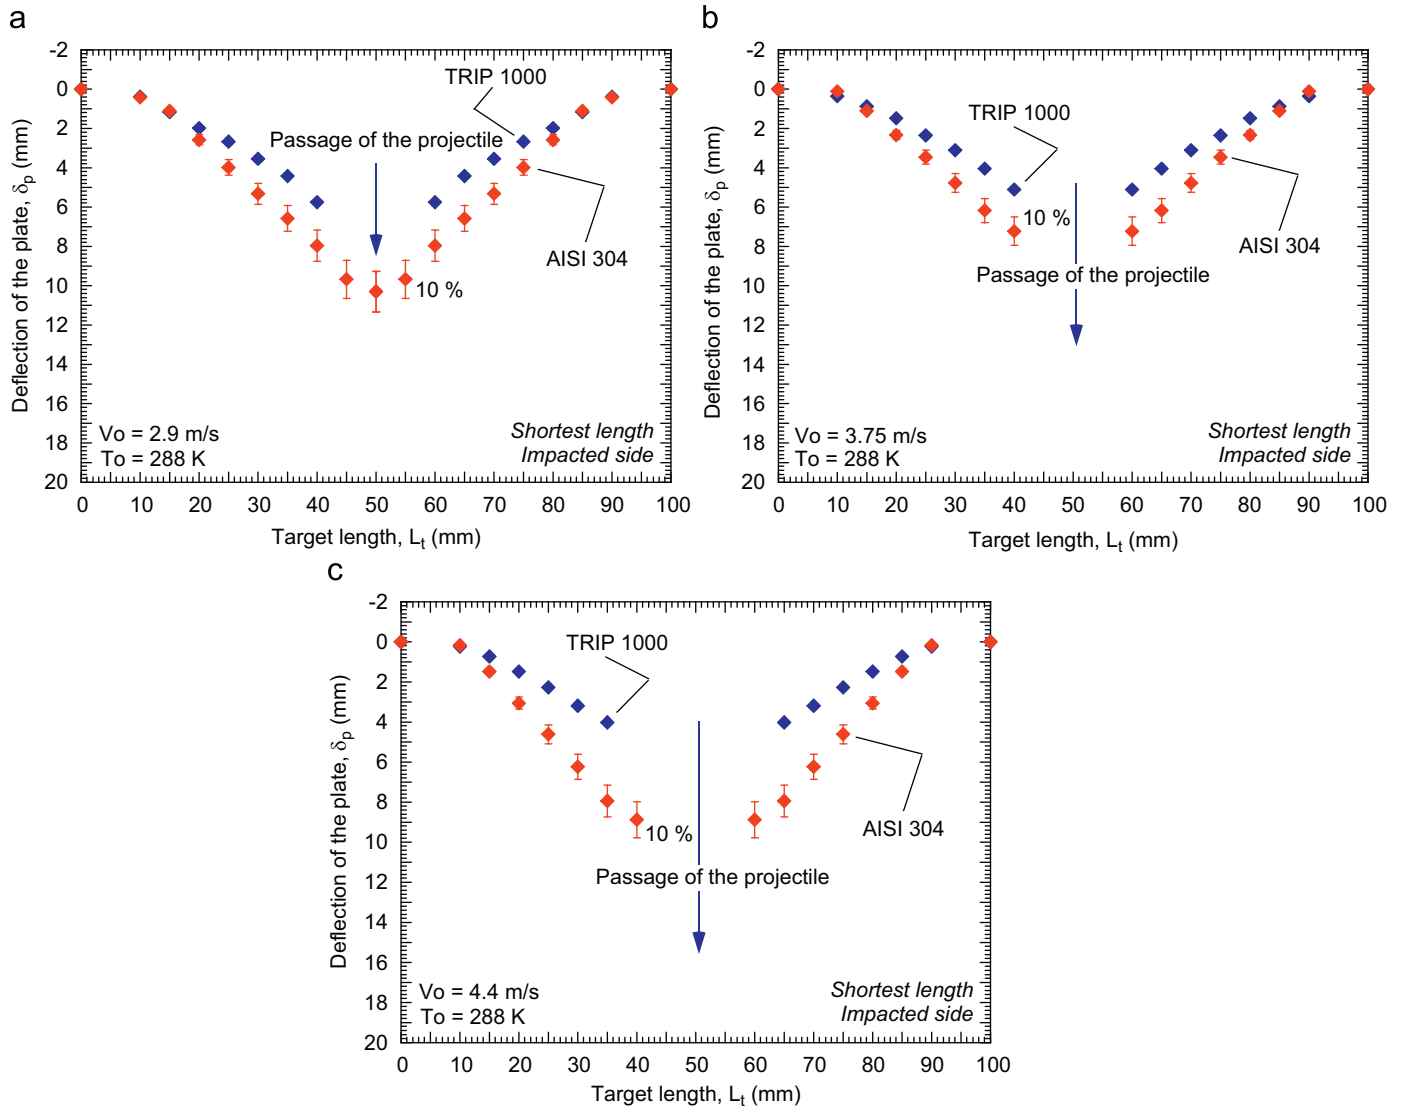 a
-2
0
2
4
6
8
10
12
14
16
18
20
Deflection of the plate, δp (mm)
TRIP 1000
Passage of the projectile
AISI 304
10 %
Vo = 2.9 m/s
To = 288 K
Shortest length
Impacted side
0 10 20 30 40 50 60 70 80 90 100
Target length, Lt (mm)
b
-2
0
2
4
6
8
10
12
14
16
18
20
Deflection of the plate, δp (mm)
TRIP 1000
10 %
AISI 304
Passage of the projectile
Vo = 3.75 m/s
To = 288 K
Shortest length
Impacted side
0 10 20 30 40 50 60 70 80 90 100
Target length, Lt (mm)
c
-2
0
2
4
6
8
10
12
14
16
18
20
Deflection of the plate, δp (mm)
TRIP 1000
10 %
AISI 304
Passage of the projectile
Vo = 4.4 m/s
To = 288 K
Shortest length
Impacted side
0 10 20 30 40 50 60 70 80 90 100
Target length, Lt (mm)